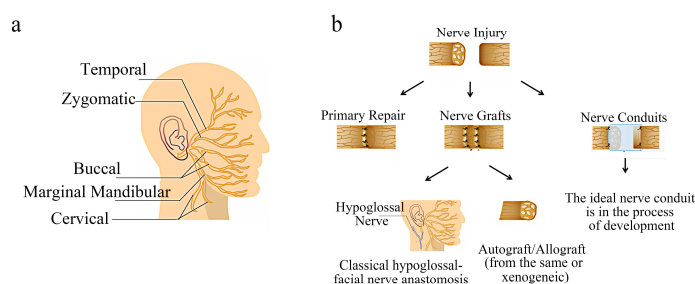 a
Temporal
Zygomatic
Buccal
Marginal Mandibular
Cervical
b
Nerve Injury
Primary Repair
Nerve Grafts
Nerve Conduits
Hypoglossal
Nerve
Classical hypoglossal-
facial nerve anastomosis
Autograft/Allograft
(from the same or
xenogeneic)
The ideal nerve conduit
is in the process
of development